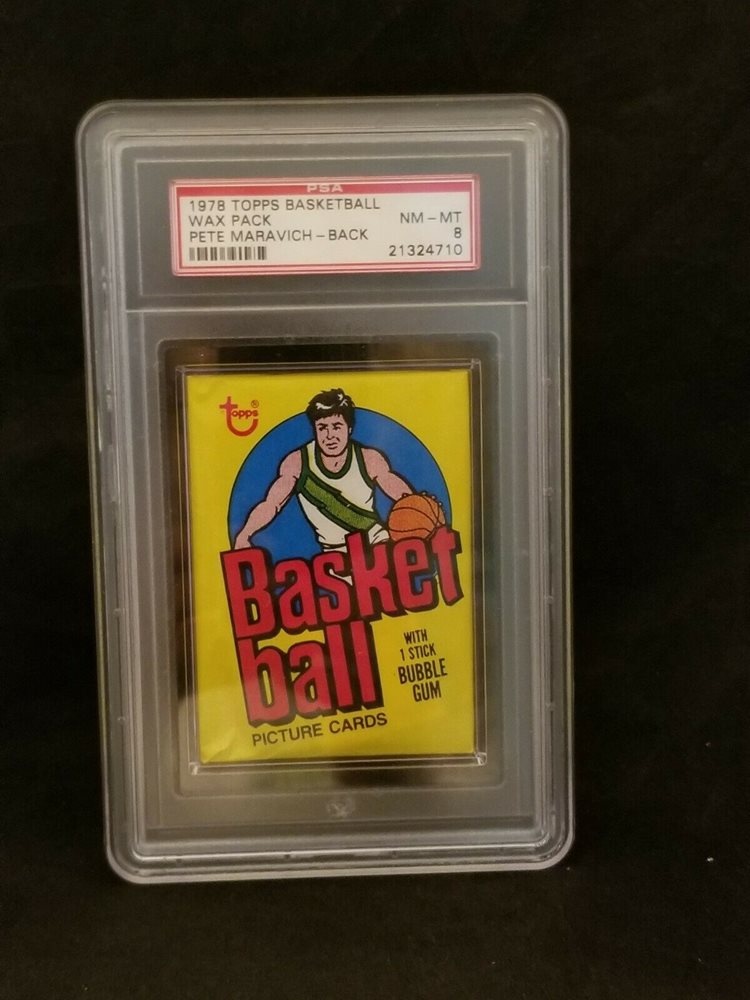 PSA
1978 TOPPS BASKETBALL
WAX PACK NM – MT
PETE MARAVICH – BACK 8
21324710
topps®
Basket
ball
WITH
1 STICK
BUBBLE
GUM
PICTURE CARDS